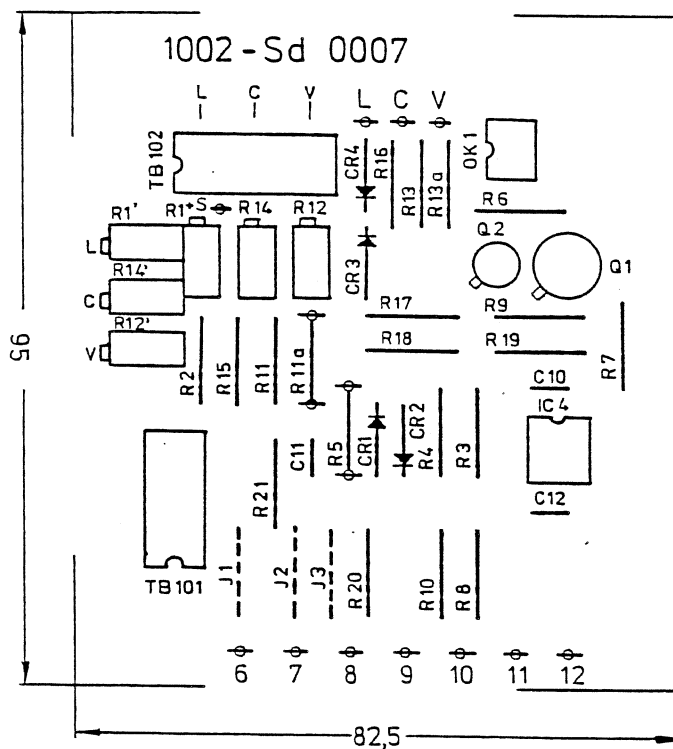 1002-Sd 0007
L C V L C V
TB102
CR4
R16
R13
R13a
OK1
R6
R1' R1* S R14 R12
Q2
Q1
L
R14'
CR3
C
R12'
R17 R9
V
R18 R19
R2
R15
R11
R11a
R7
95
C10
IC4
C11
R5
CR1
CR2
R4
R3
R21
C12
TB101
J1
J2
J3
R20
R10
R8
6 7 8 9 10 11 12
82,5